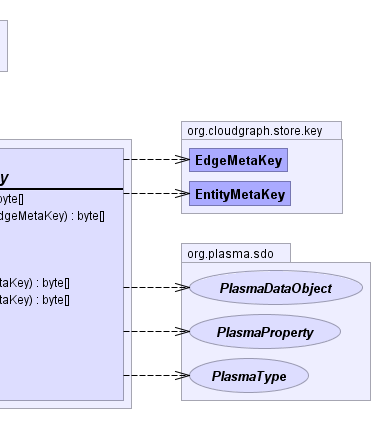 org.cloudgraph.store.key
EdgeMetaKey
EntityMetaKey
y
byte[]
dgeMetaKey) : byte[]
taKey) : byte[]
taKey) : byte[]
org.plasma.sdo
PlasmaDataObject
PlasmaProperty
PlasmaType